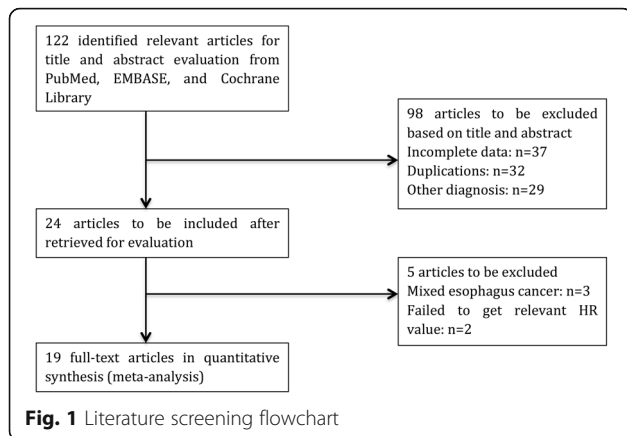 122 identified relevant articles for
title and abstract evaluation from
PubMed, EMBASE, and Cochrane
Library
98 articles to be excluded
based on title and abstract
Incomplete data: n=37
Duplications: n=32
Other diagnosis: n=29
24 articles to be included after
retrieved for evaluation
5 articles to be excluded
Mixed esophagus cancer: n=3
Failed to get relevant HR
value: n=2
19 full-text articles in quantitative
synthesis (meta-analysis)
Fig. 1 Literature screening flowchart